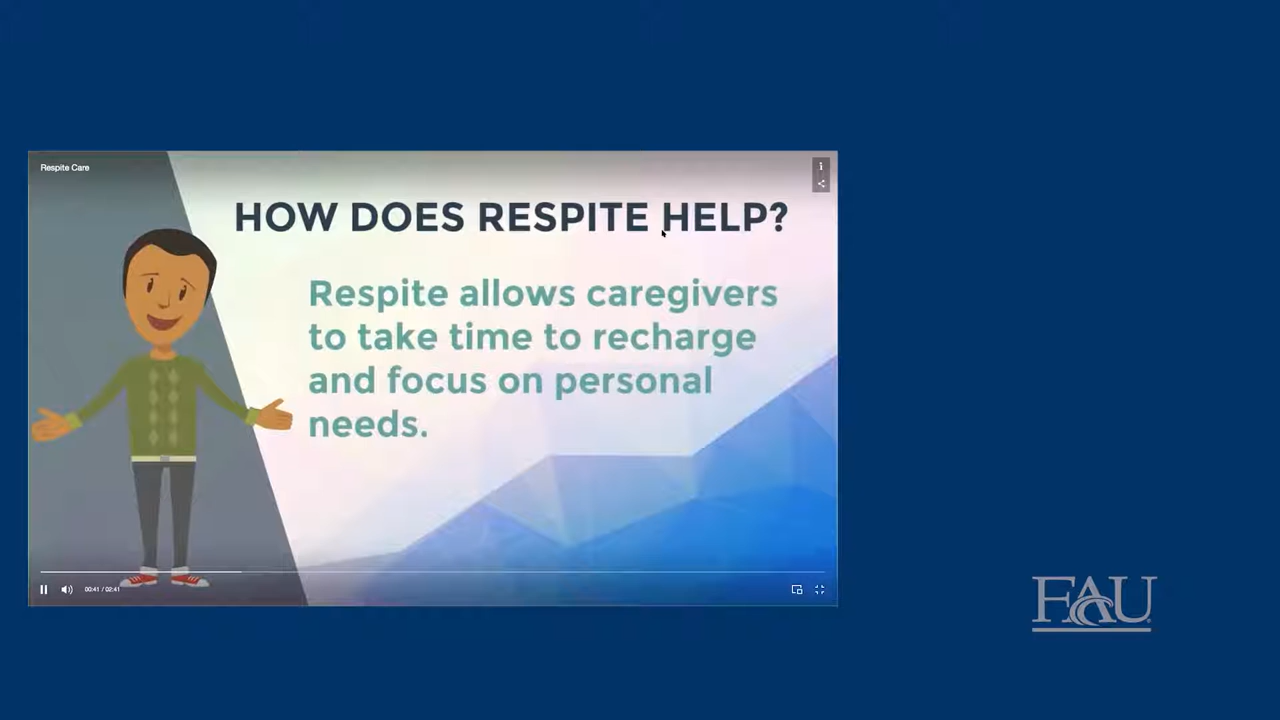 Respite Care
HOW DOES RESPITE HELP?
Respite allows caregivers
to take time to recharge
and focus on personal
needs.
00:41 / 02:41
FAU